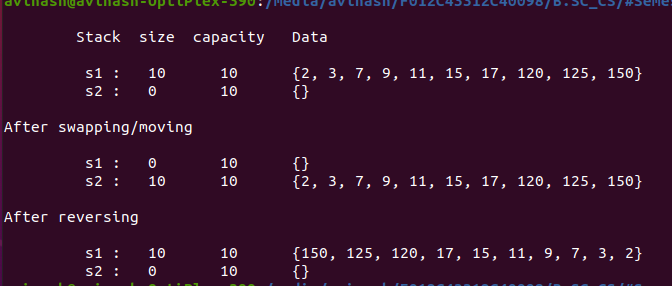 avinash@avinash-OptiPlex-390:/media/avinash/F012C43312C40098/B.SC_CS/#Seme
Stack size capacity Data
s1 : 10 10 {2, 3, 7, 9, 11, 15, 17, 120, 125, 150}
s2 : 0 10 {}
After swapping/moving
s1 : 0 10 {}
s2 : 10 10 {2, 3, 7, 9, 11, 15, 17, 120, 125, 150}
After reversing
s1 : 10 10 {150, 125, 120, 17, 15, 11, 9, 7, 3, 2}
s2 : 0 10 {}